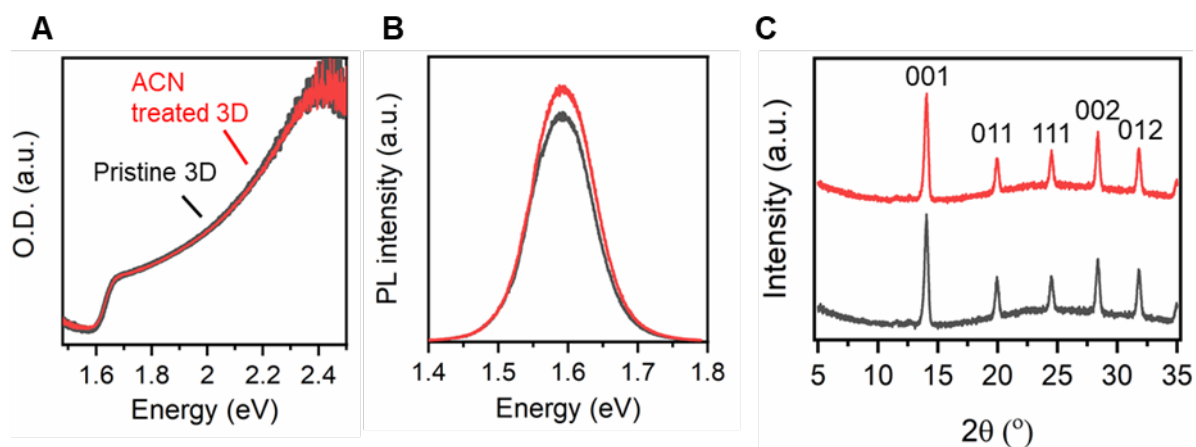 A
O.D. (a.u.)
ACN
treated 3D
Pristine 3D
1.6
2
2.2
2.4
Energy (eV)
B
PL intensity (a.u.)
1.4
1.5
1.6
1.7
1.8
Energy (eV)
C
Intensity (a.u.)
001
011
111
002
012
5
10
15
20
25
30
35
2θ (º)